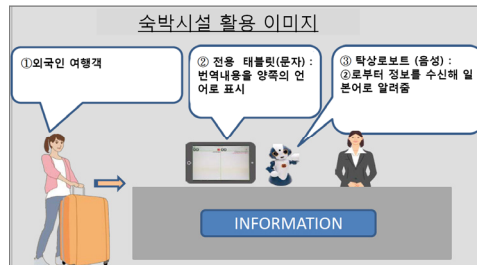 숙박시설 활용 이미지
①외국인 여행객
② 전용 태블릿(문자) :
번역내용을 양쪽의 언
어로 표시
③ 탁상로보트 (음성) :
②로부터 정보를 수신해 일
본어로 알려줌
INFORMATION